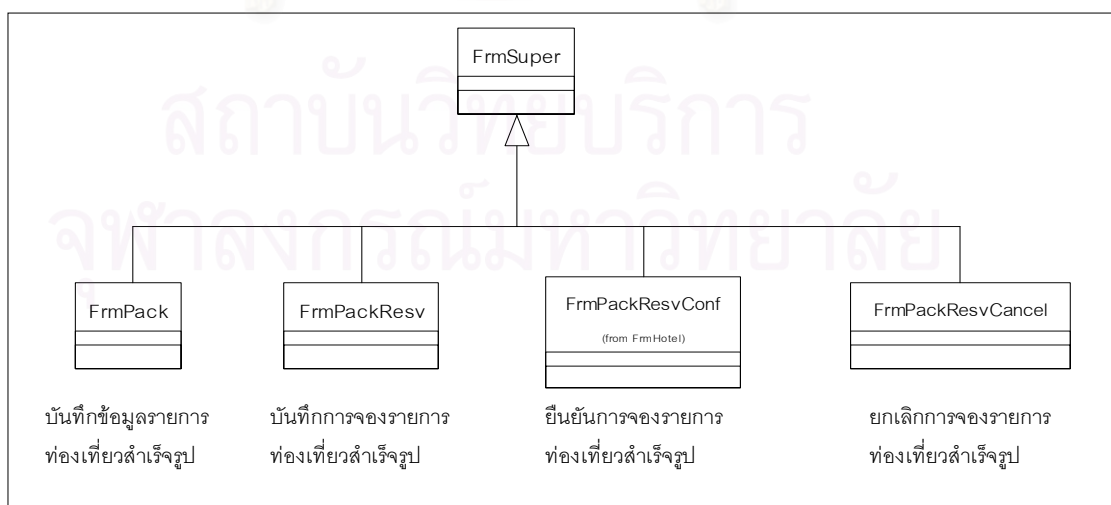 FrmSuper
สถาบันวิทยบริการ
จุฬาลงกรณ์มหาวิทยาลัย
FrmPack
FrmPackResv
FrmPackResvConf
(from FrmHotel)
FrmPackResvCancel
บันทึกข้อมูลรายการ
ท่องเที่ยวสำเร็จรูป
บันทึกการจองรายการ
ท่องเที่ยวสำเร็จรูป
ยืนยันการจองรายการ
ท่องเที่ยวสำเร็จรูป
ยกเลิกการจองรายการ
ท่องเที่ยวสำเร็จรูป